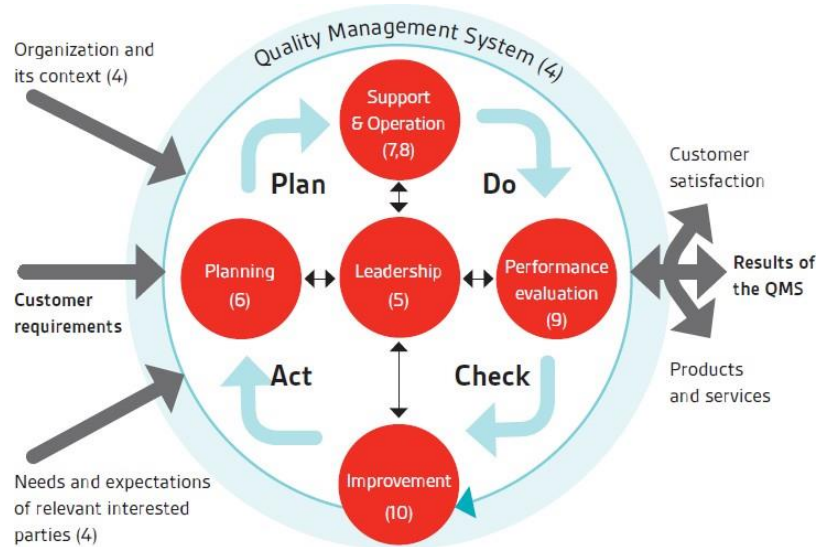 Quality Management System (4)
Organization and
its context (4)
Support
& Operation
(7,8)
Plan
Do
Customer
satisfaction
Planning
(6)
Leadership
(5)
Performance
evaluation
(9)
Results of
the QMS
Customer
requirements
Act
Check
Products
and services
Needs and expectations
of relevant interested
parties (4)
Improvement
(10)